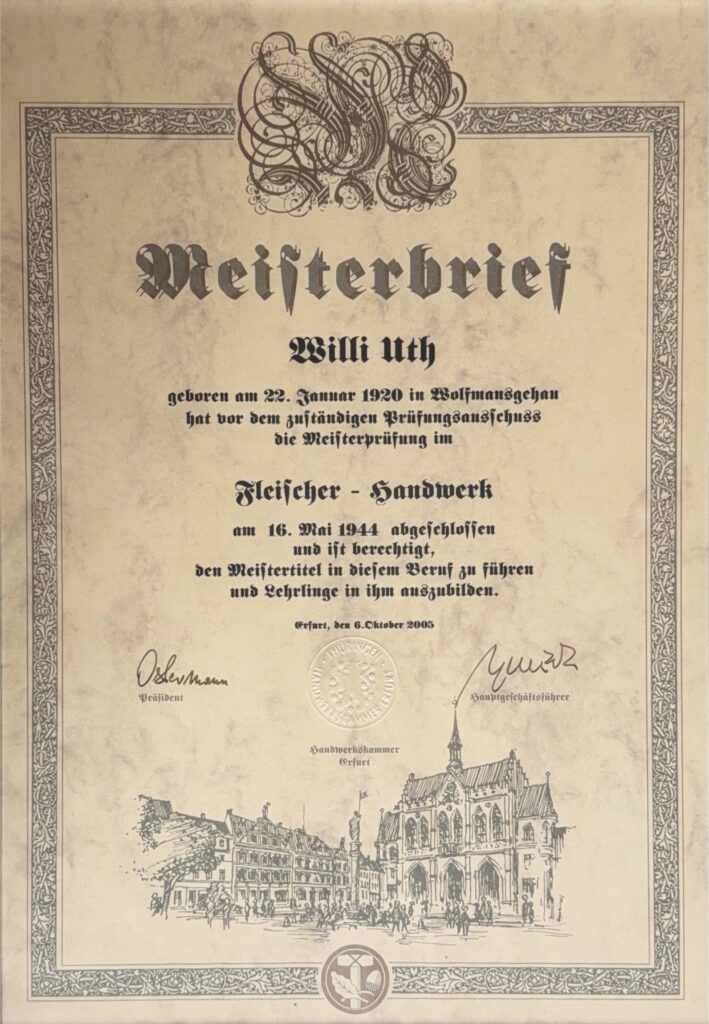 Meisterbrief
Willi Uth
geboren am 22. Januar 1920 in Wolfmansgehau
hat vor dem zuständigen Prüfungsausschuss
die Meisterprüfung im
Fleischer - Handwerk
am 16. Mai 1944 abgeschlossen
und ist berechtigt,
den Meistertitel in diesem Beruf zu führen
und Lehrlinge in ihm auszubilden.
Erfurt, den 6. Oktober 2005
Präsident
Hauptgeschäftsführer
THÜRINGEN
Handwerkskammer
Erfurt